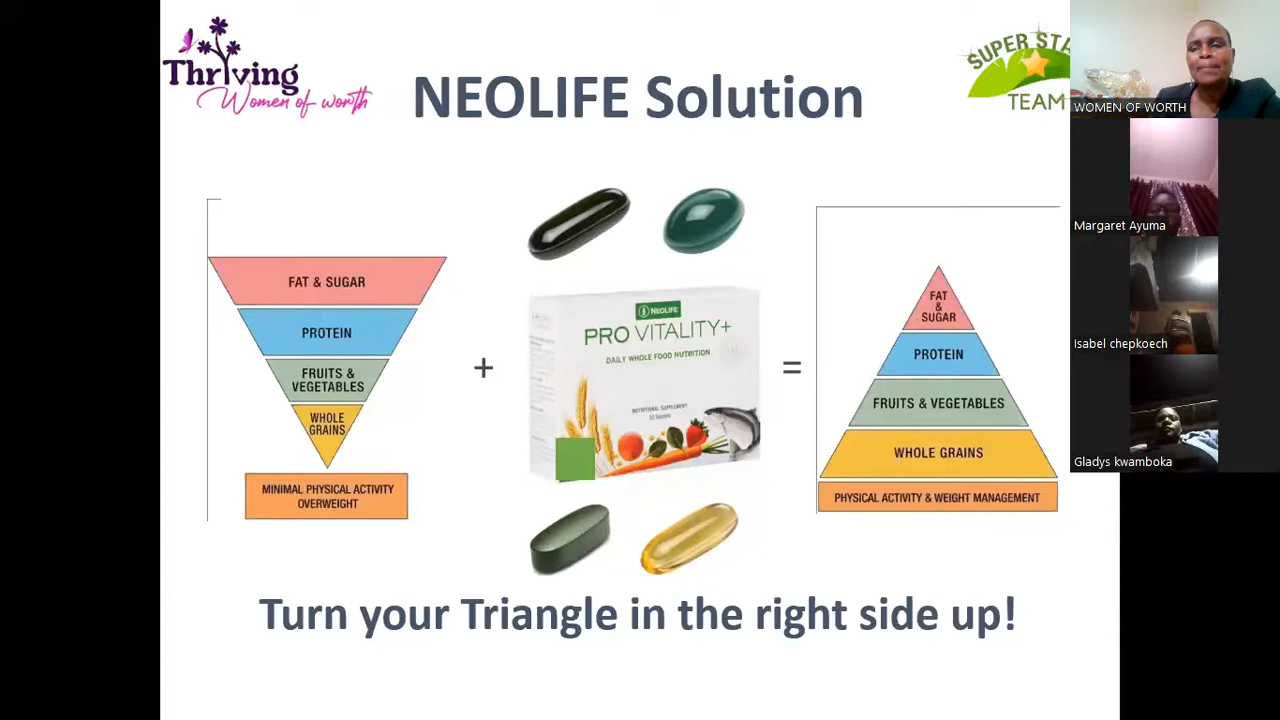 Thriving
Women of worth
NEOLIFE Solution
SUPER STA
TEAM
WOMEN OF WORTH
Margaret Ayuma
Isabel chepkoech
Gladys kwamboka
FAT & SUGAR
PROTEIN
FRUITS &
VEGETABLES
WHOLE
GRAINS
MINIMAL PHYSICAL ACTIVITY
OVERWEIGHT
+
NEOLIFE
PRO VITALITY+
DAILY WHOLE FOOD NUTRITION
NUTRITIONAL SUPPLEMENT
30 Sachets
=
FAT
&
SUGAR
PROTEIN
FRUITS & VEGETABLES
WHOLE GRAINS
PHYSICAL ACTIVITY & WEIGHT MANAGEMENT
Turn your Triangle in the right side up!